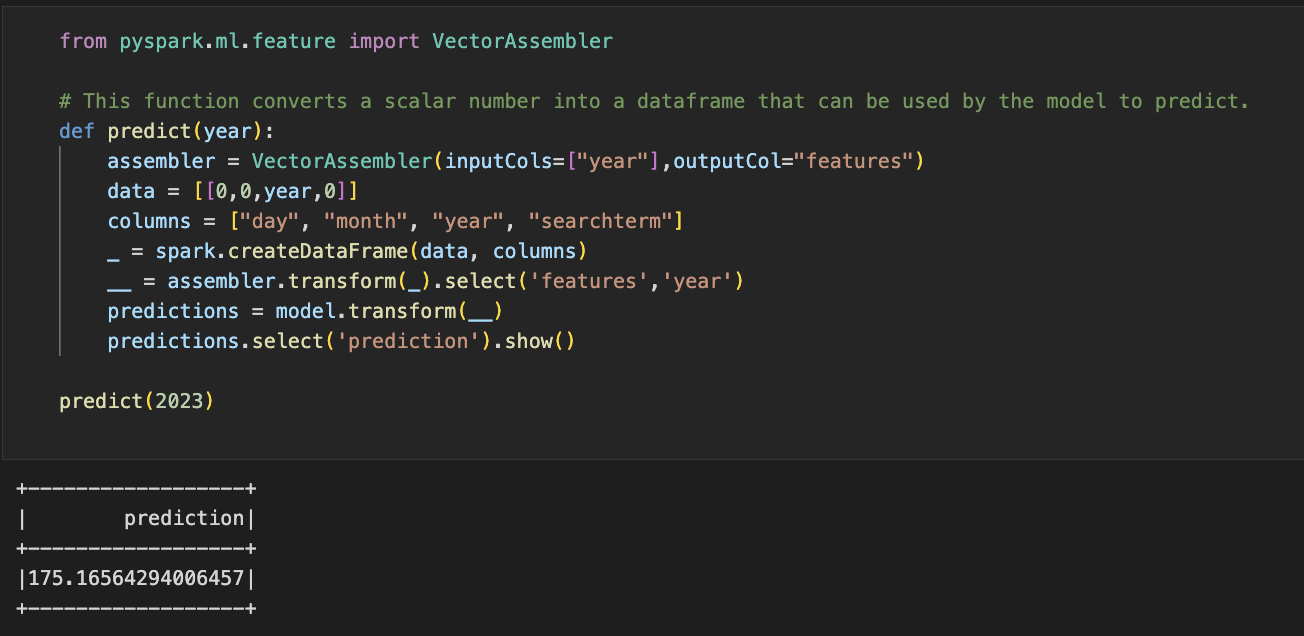 from pyspark.ml.feature import VectorAssembler
# This function converts a scalar number into a dataframe that can be used by the model to predict.
def predict(year):
    assembler = VectorAssembler(inputCols=["year"],outputCol="features")
    data = [[0,0,year,0]]
    columns = ["day", "month", "year", "searchterm"]
    _ = spark.createDataFrame(data, columns)
    __ = assembler.transform(_).select('features','year')
    predictions = model.transform(__)
    predictions.select('prediction').show()
predict(2023)
+------------------+
|        prediction|
+------------------+
|175.16564294006457|
+------------------+